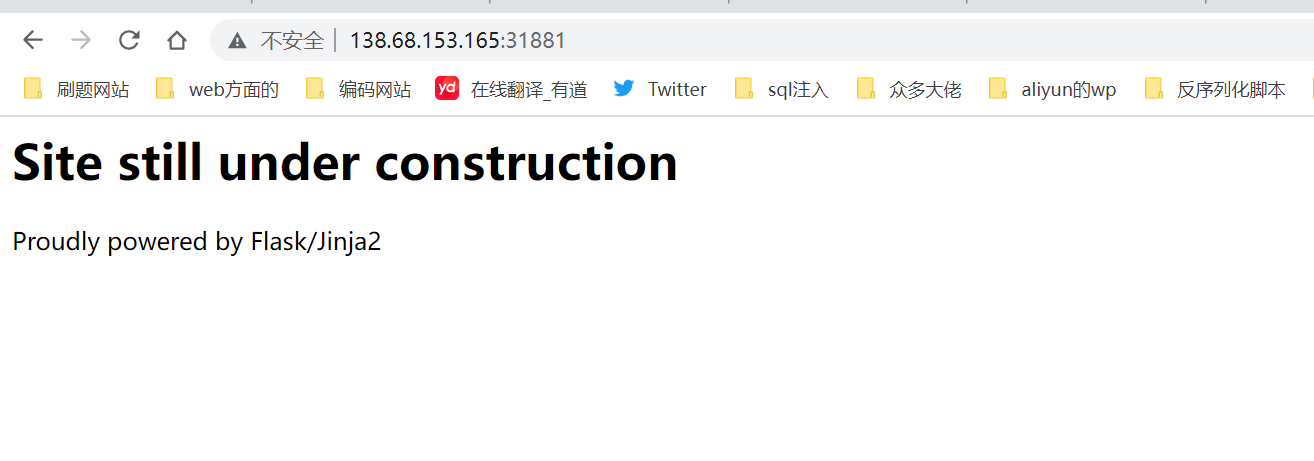 不安全 138.68.153.165:31881
刷题网站 web方面的 编码网站 yd 在线翻译_有道 Twitter sql注入 众多大佬 aliyun的wp 反序列化脚本
Site still under construction
Proudly powered by Flask/Jinja2